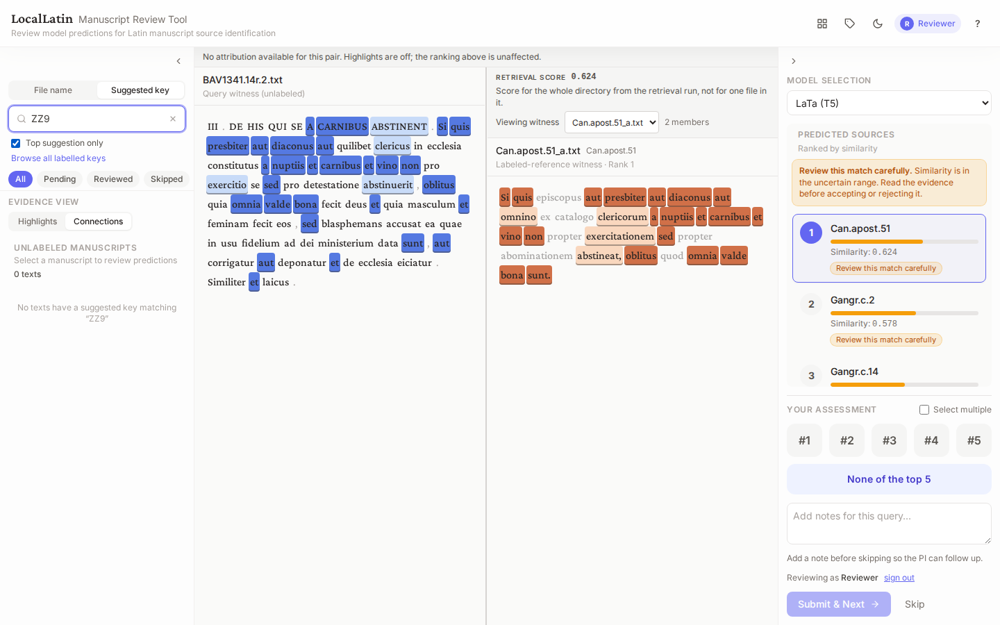 LocalLatin Manuscript Review Tool
Review model predictions for Latin manuscript source identification
R Reviewer ?
File name Suggested key
ZZ9
Top suggestion only
Browse all labelled keys
All Pending Reviewed Skipped
EVIDENCE VIEW
Highlights Connections
UNLABELED MANUSCRIPTS
Select a manuscript to review predictions
0 texts
No texts have a suggested key matching
“ZZ9”
No attribution available for this pair. Highlights are off; the ranking above is unaffected.
BAV1341.14r.2.txt
Query witness (unlabeled)
III . DE HIS QUI SE A CARNIBUS ABSTINENT . Si quis
presbiter aut diaconus aut quilibet clericus in ecclesia
constitutus a nuptiis et carnibus et vino non pro
exercitio se sed pro detestatione abstinuerit , oblitus
quia omnia valde bona fecit deus et quia masculum et
feminam fecit eos , sed blasphemans accusat ea quae
in usu fidelium ad dei ministerium data sunt , aut
corrigatur aut deponatur et de ecclesia eiciatur .
Similiter et laicus .
RETRIEVAL SCORE 0.624
Score for the whole directory from the retrieval run, not for one file in
it.
Viewing witness Can.apost.51_a.txt 2 members
Can.apost.51_a.txt Can.apost.51
Labeled-reference witness · Rank 1
Si quis episcopus aut presbiter aut diaconus aut
omnino ex catalogo clericorum a nuptiis et carnibus et
vino non propter exercitationem sed propter
abominationem abstineat, oblitus quod omnia valde
bona sunt.
MODEL SELECTION
LaTa (T5)
PREDICTED SOURCES
Ranked by similarity
Review this match carefully. Similarity is in
the uncertain range. Read the evidence
before accepting or rejecting it.
1 Can.apost.51
Similarity: 0.624
Review this match carefully
2 Gangr.c.2
Similarity: 0.578
Review this match carefully
3 Gangr.c.14
YOUR ASSESSMENT Select multiple
#1 #2 #3 #4 #5
None of the top 5
Add notes for this query...
Add a note before skipping so the PI can follow up.
Reviewing as Reviewer sign out
Submit & Next → Skip